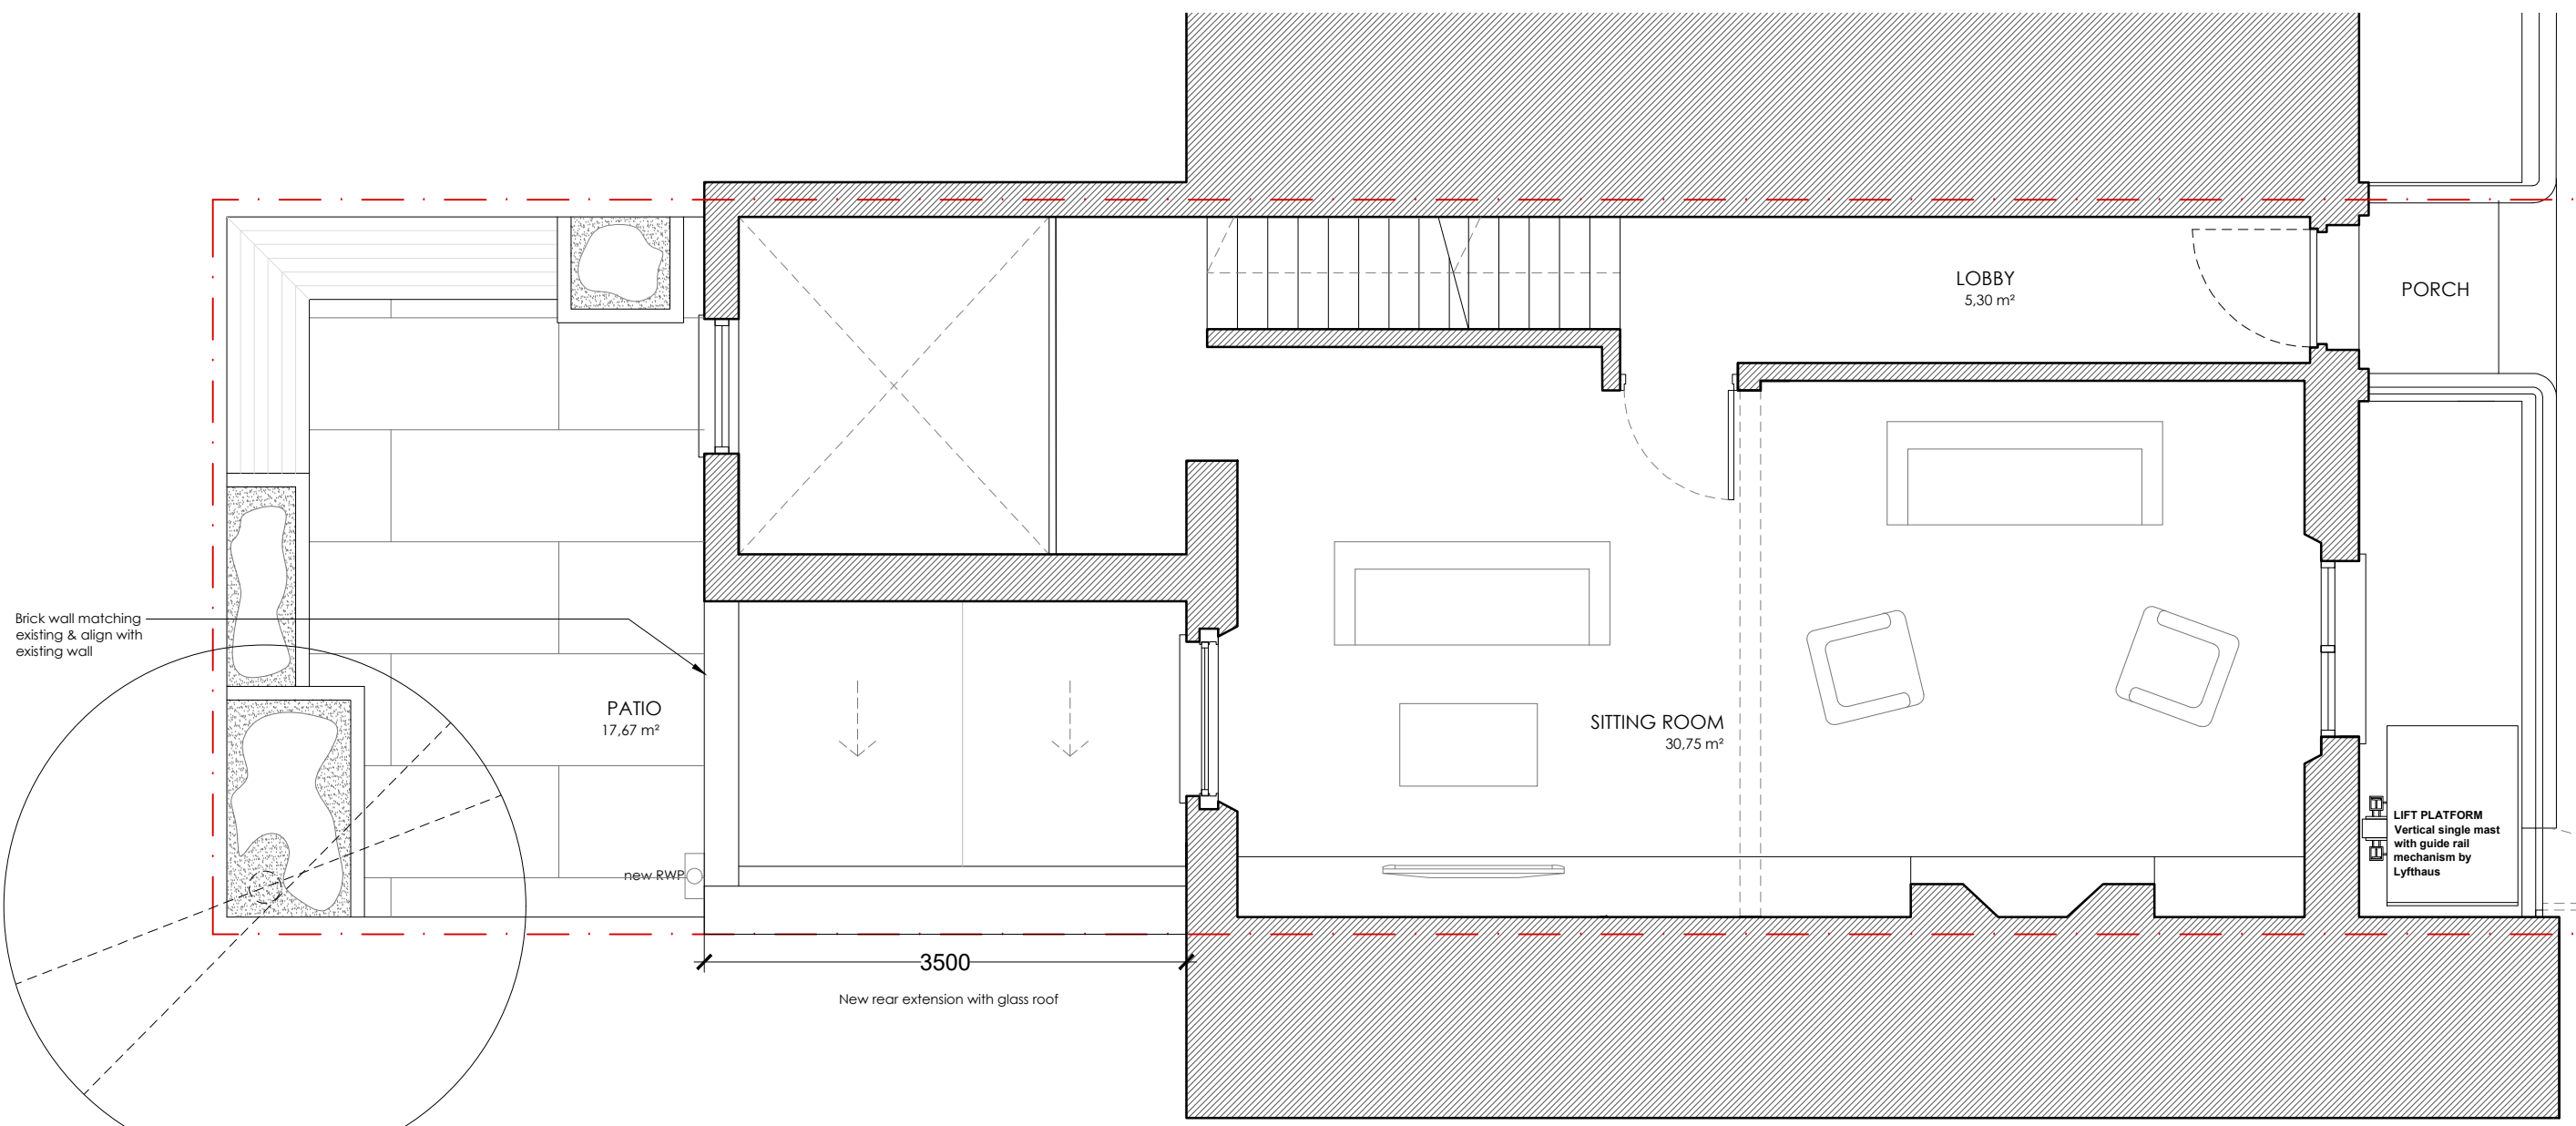 LOBBY
5,30 m²
PORCH
Brick wall matching
existing & align with
existing wall
PATIO
17,67 m²
SITTING ROOM
30,75 m²
LIFT PLATFORM
Vertical single mast
with guide rail
mechanism by
Lyfthaus
new RWP
3500
New rear extension with glass roof